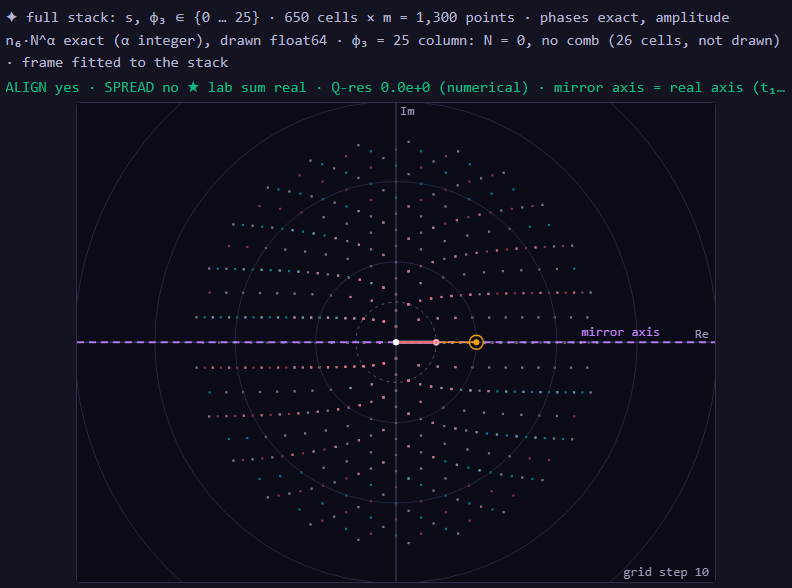 ✦ full stack: s, ϕ₃ ∈ {0 … 25} · 650 cells × m = 1,300 points · phases exact, amplitude
n₆·N^α exact (α integer), drawn float64 · ϕ₃ = 25 column: N = 0, no comb (26 cells, not drawn)
· frame fitted to the stack
ALIGN yes · SPREAD no ★ lab sum real · Q-res 0.0e+0 (numerical) · mirror axis = real axis (t₁…
Im
mirror axis
Re
grid step 10